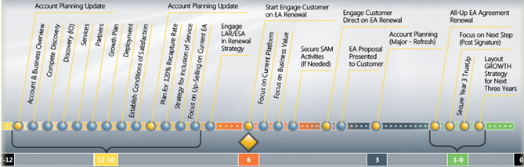 Account Planning Update
Account Planning Update
Start Engage Customer
on EA Renewal
Engage Customer
Direct on EA Renewal
All-Up EA Agreement
Renewal
Account & Business Overview
Complete Discovery
Discovery (IO)
Services
Partners
Growth Plan
Deployment
Establish Conditions of Satisfaction
Plan for 120% Recapture Rate
Strategy for Inclusion of Service
Focus on Up-Selling on Current EA
Engage
LAR/ESA
in Renewal
Strategy
Focus on Current Platform
Focus on Business Value
Secure SAM
Activities
(If Needed)
EA Proposal
Presented
to Customer
Account Planning
(Major - Refresh)
Focus on Next Step
(Post Signature)
Secure Year 3 TrueUp
Layout
GROWTH
Strategy
for Next
Three Years
-12
12-10
6
3
1-0
0